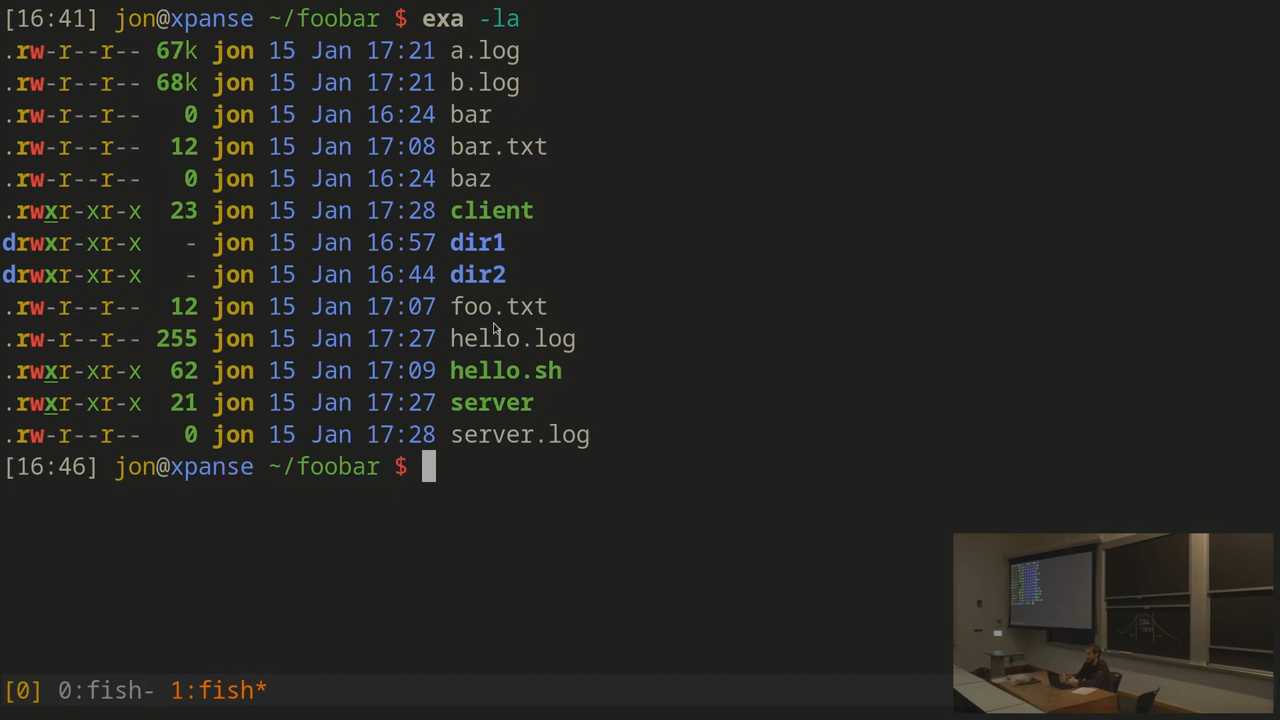 [16:41] jon@xpanse ~/foobar $ exa -la
.rw-r--r-- 67k jon 15 Jan 17:21 a.log
.rw-r--r-- 68k jon 15 Jan 17:21 b.log
.rw-r--r-- 0 jon 15 Jan 16:24 bar
.rw-r--r-- 12 jon 15 Jan 17:08 bar.txt
.rw-r--r-- 0 jon 15 Jan 16:24 baz
.rwxr-xr-x 23 jon 15 Jan 17:28 client
drwxr-xr-x - jon 15 Jan 16:57 dir1
drwxr-xr-x - jon 15 Jan 16:44 dir2
.rw-r--r-- 12 jon 15 Jan 17:07 foo.txt
.rw-r--r-- 255 jon 15 Jan 17:27 hello.log
.rwxr-xr-x 62 jon 15 Jan 17:09 hello.sh
.rwxr-xr-x 21 jon 15 Jan 17:27 server
.rw-r--r-- 0 jon 15 Jan 17:28 server.log
[16:46] jon@xpanse ~/foobar $
[0] 0:fish- 1:fish*